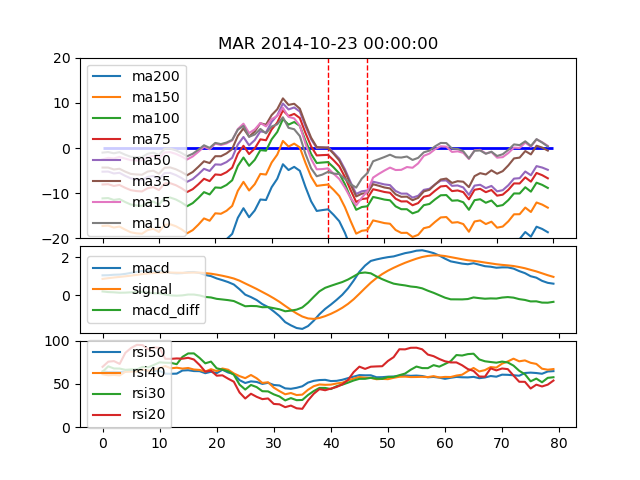 MAR 2014-10-23 00:00:00
20
10
0
−10
−20
ma200
ma150
ma100
ma75
ma50
ma35
ma15
ma10
2
0
macd
signal
macd_diff
100
50
0
rsi50
rsi40
rsi30
rsi20
0 10 20 30 40 50 60 70 80